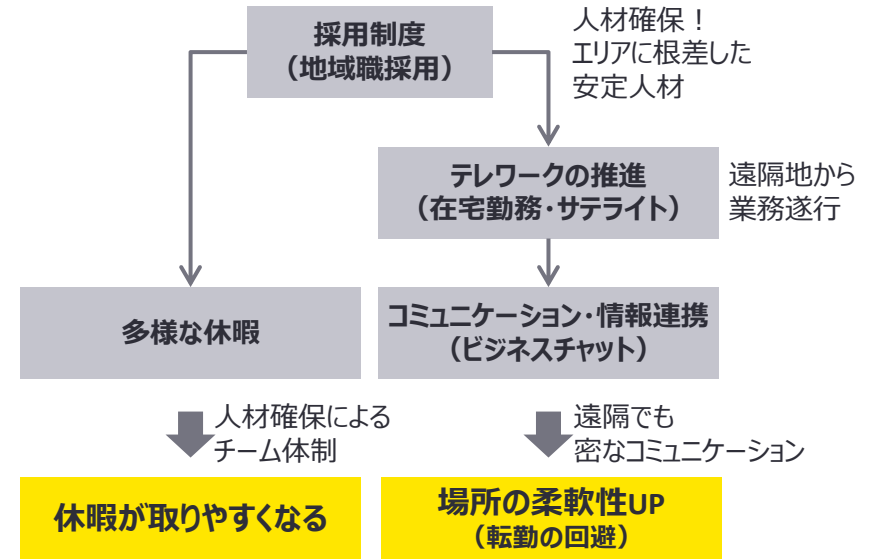 採用制度
（地域職採用）
人材確保！
エリアに根差した
安定人材
テレワークの推進
（在宅勤務・サテライト）
遠隔地から
業務遂行
多様な休暇
コミュニケーション・情報連携
（ビジネスチャット）
人材確保による
チーム体制
遠隔でも
密なコミュニケーション
休暇が取りやすくなる
場所の柔軟性UP
（転勤の回避）